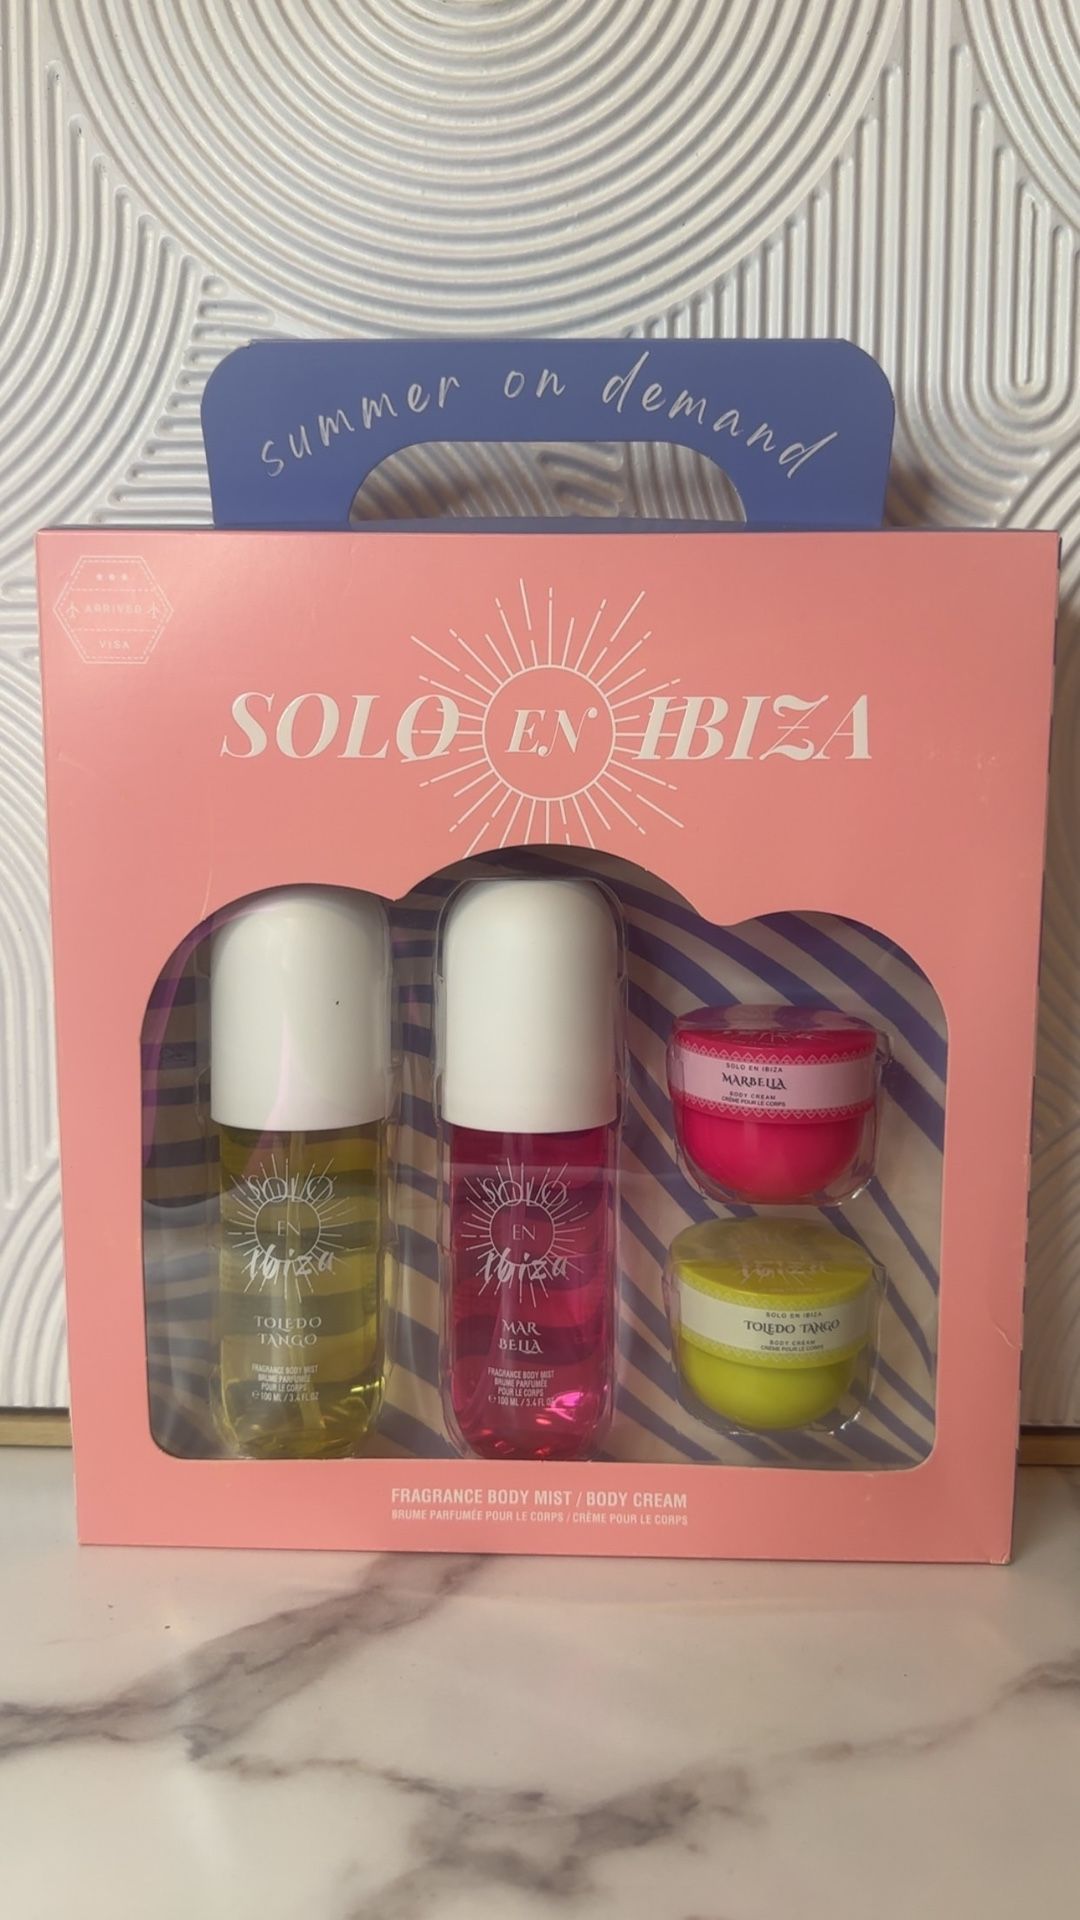 summer on demand
ARRIVED
VISA
SOLO EN IBIZA
SOLO
EN
Ibiza
TOLEDO
TANGO
FRAGRANCE BODY MIST
BRUME PARFUMÉE
POUR LE CORPS
℮ 100 ML / 3.4 FL OZ
SOLO
EN
Ibiza
MAR
BELLA
FRAGRANCE BODY MIST
BRUME PARFUMÉE
POUR LE CORPS
℮ 100 ML / 3.4 FL OZ
SOLO EN IBIZA
MARBELLA
BODY CREAM
CRÈME POUR LE CORPS
IBIZA
SOLO EN IBIZA
TOLEDO TANGO
BODY CREAM
CRÈME POUR LE CORPS
FRAGRANCE BODY MIST / BODY CREAM
BRUME PARFUMÉE POUR LE CORPS / CRÈME POUR LE CORPS